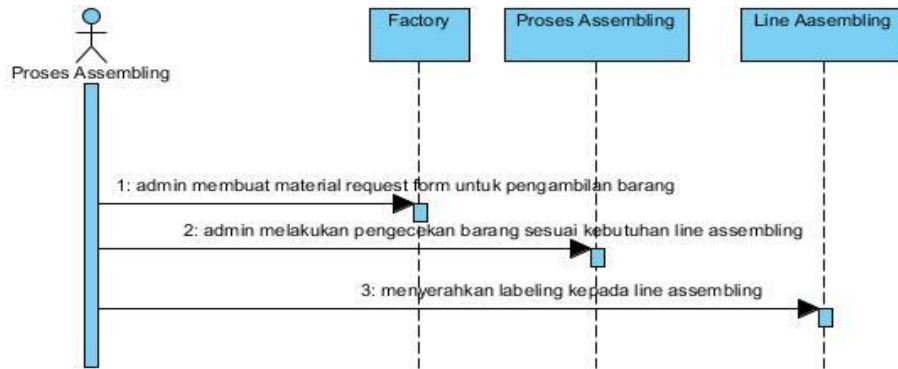 Factory
Proses Assembling
Line Aasembling
Proses Assembling
1: admin membuat material request form untuk pengambilan barang
2: admin melakukan pengecekan barang sesuai kebutuhan line assembling
3: menyerahkan labeling kepada line assembling